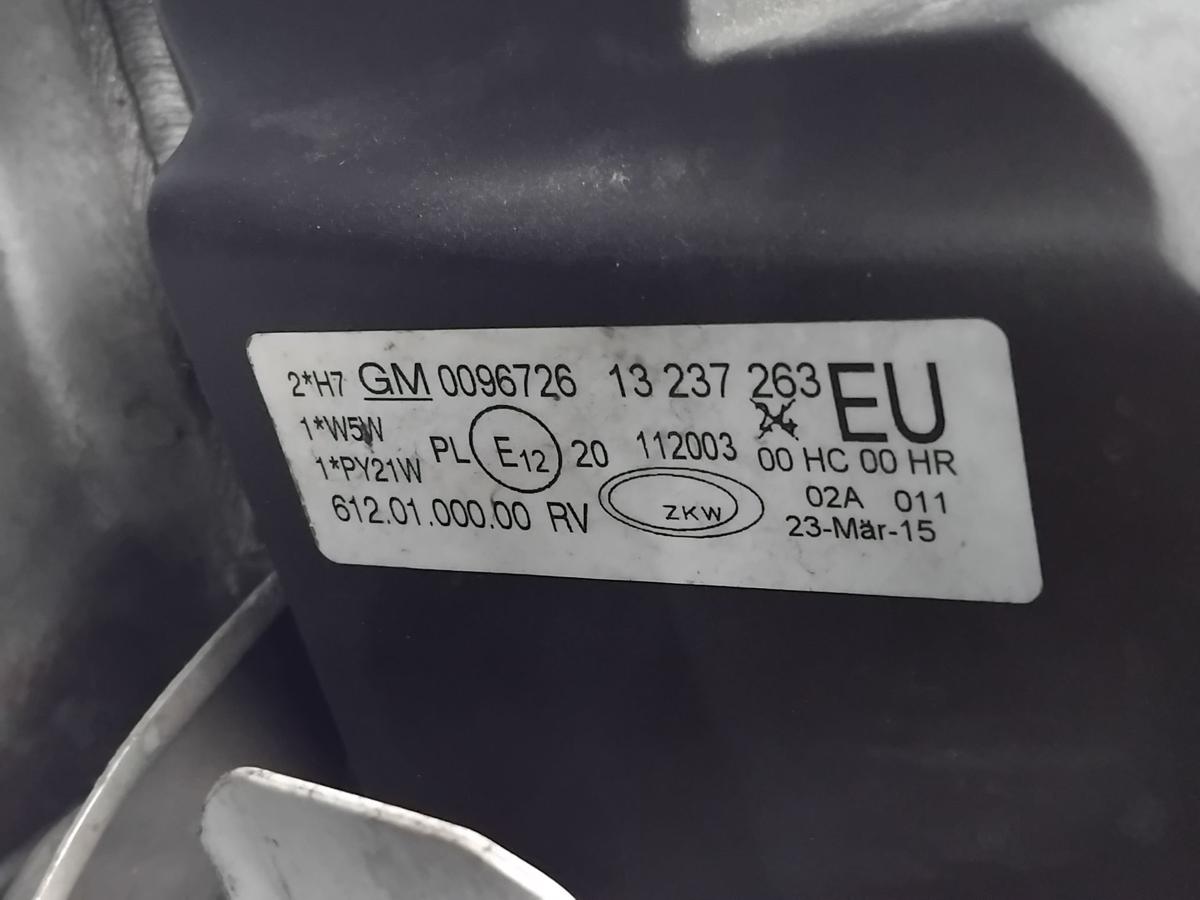 2*H7 GM 0096726 13 237 263 EU
1*W5W
1*PY21W PL E12 20 112003 00 HC 00 HR
612.01.000.00 RV ZKW 02A 011
23-Mär-15